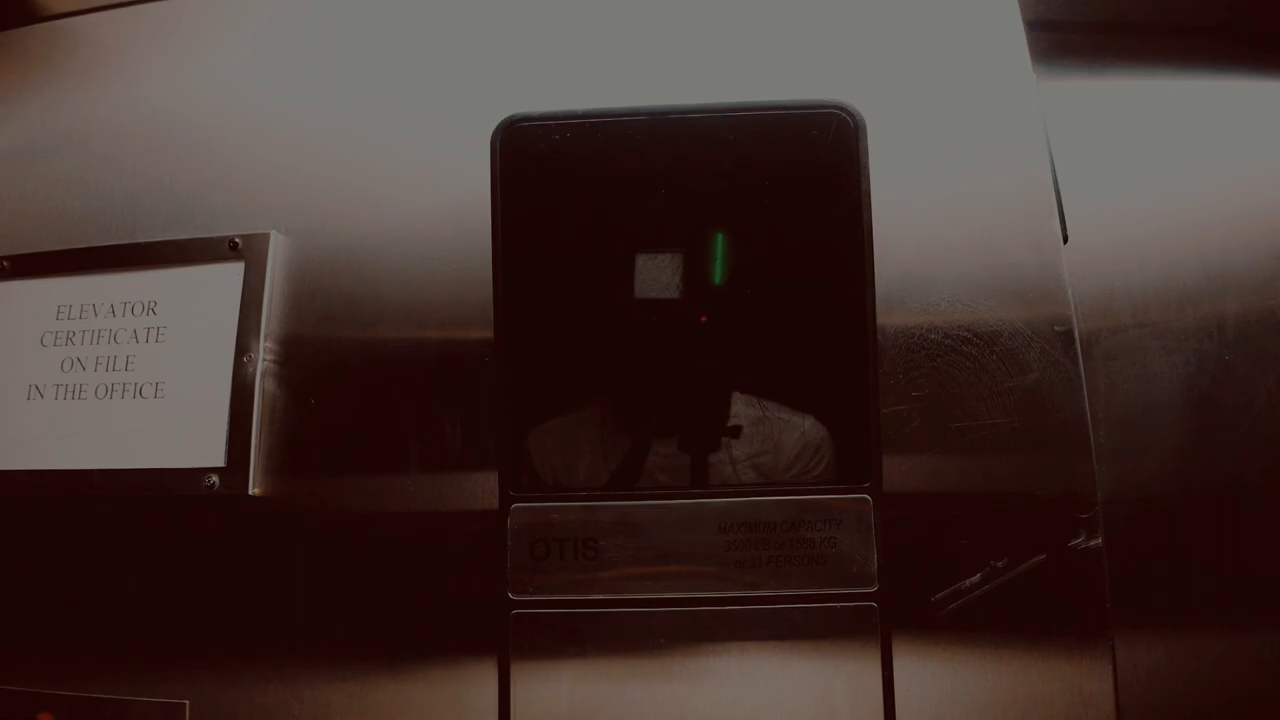 ELEVATOR
CERTIFICATE
ON FILE
IN THE OFFICE
OTIS
MAXIMUM CAPACITY
3500 LB or 1588 KG
or 21 PERSONS